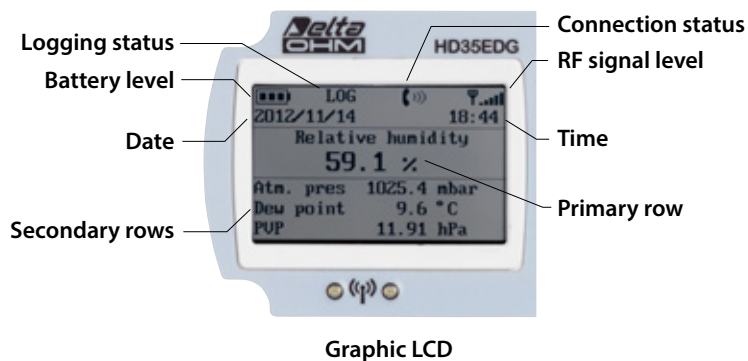 Delta
OHM
HD35EDG
Logging status
Connection status
RF signal level
Battery level
LOG
2012/11/14 18:44
Date
Time
Relative humidity
59.1 %
Primary row
Atm. pres 1025.4 mbar
Dew point 9.6 °C
Secondary rows
PVP 11.91 hPa
Graphic LCD